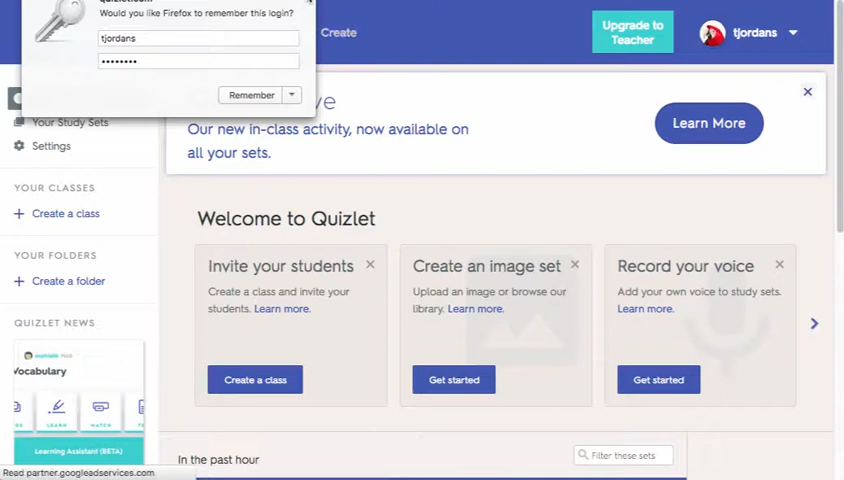 Would you like Firefox to remember this login?
tjordans
••••••••
Remember
Create
Upgrade to
Teacher
tjordans
Our new in-class activity, now available on
all your sets.
Learn More
Your Study Sets
Settings
YOUR CLASSES
+ Create a class
YOUR FOLDERS
+ Create a folder
QUIZLET NEWS
Vocabulary
LEARN
MATCH
Learning Assistant (BETA)
Welcome to Quizlet
Invite your students
Create a class and invite your
students. Learn more.
Create a class
Create an image set
Upload an image or browse our
library. Learn more.
Get started
Record your voice
Add your own voice to study sets.
Learn more.
Get started
In the past hour
Filter these sets
Read partner.googleadservices.com